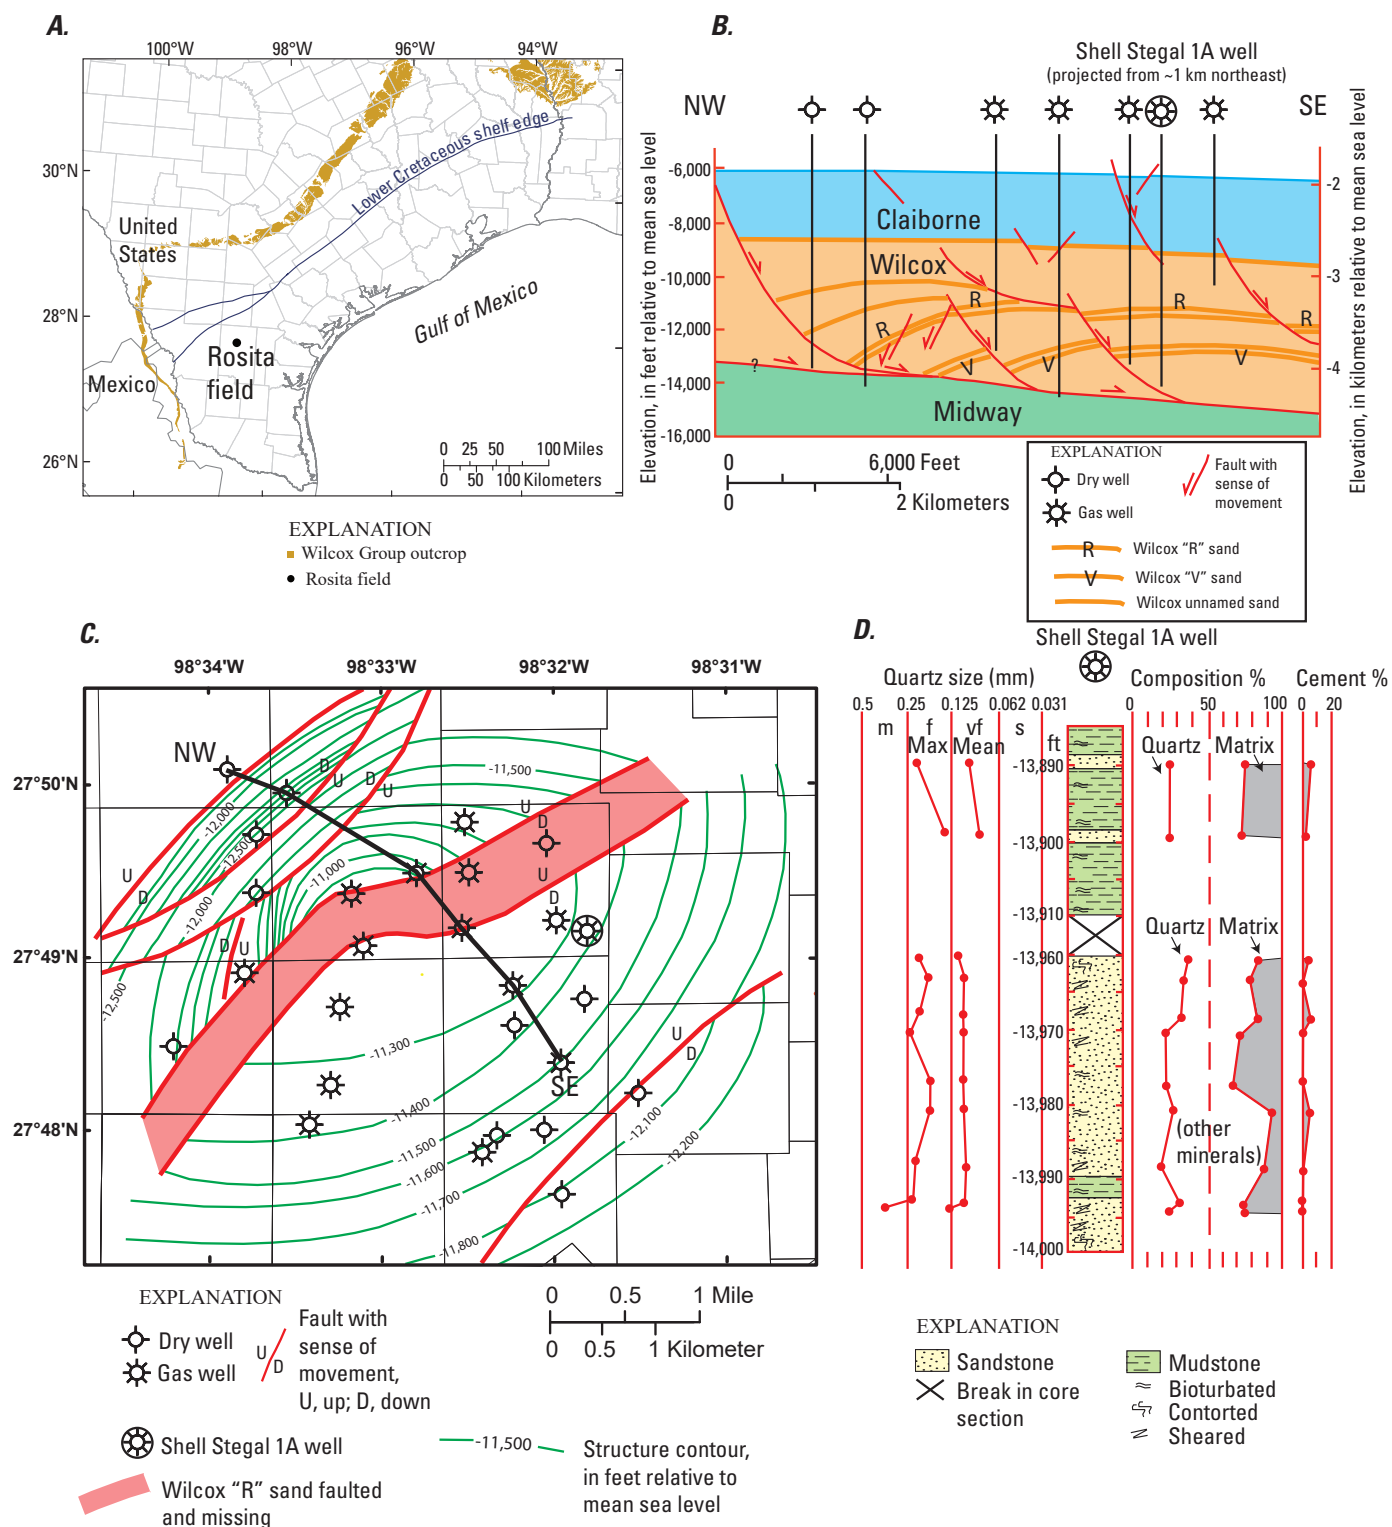 A.
100°W 98°W 96°W 94°W
30°N
28°N
26°N
Lower Cretaceous shelf edge
United
States
Mexico
Rosita
field
Gulf of Mexico
0 25 50 100 Miles
0 50 100 Kilometers
EXPLANATION
Wilcox Group outcrop
Rosita field
B.
Shell Stegal 1A well
(projected from ~1 km northeast)
NW
SE
Elevation, in feet relative to mean sea level
-6,000
-8,000
-10,000
-12,000
-14,000
-16,000
Claiborne
Wilcox
Midway
R
R
R
R
V
V
V
?
-2
-3
-4
Elevation, in kilometers relative to mean sea level
0 6,000 Feet
0 2 Kilometers
EXPLANATION
Dry well
Gas well
Fault with
sense of
movement
R Wilcox “R” sand
V Wilcox “V” sand
Wilcox unnamed sand
C.
98°34'W 98°33'W 98°32'W 98°31'W
27°50'N
27°49'N
27°48'N
NW
SE
-11,500
-12,000
-12,500
-11,000
-12,000
-12,500
-11,300
-11,400
-11,500
-11,600
-11,700
-11,800
-12,100
-12,200
D
U
D
U
U
D
U
D
U
D
D
U
U
D
EXPLANATION
Dry well
Gas well
U
D
Fault with
sense of
movement,
U, up; D, down
Shell Stegal 1A well
Wilcox “R” sand faulted
and missing
-11,500
Structure contour,
in feet relative to
mean sea level
0 0.5 1 Mile
0 0.5 1 Kilometer
D.
Shell Stegal 1A well
Quartz size (mm)
0.5 0.25 0.125 0.062 0.031
m f vf s ft
Max Mean
Composition %
0 50 100
Cement %
0 20
Quartz Matrix
-13,890
-13,900
-13,910
-13,960
-13,970
-13,980
-13,990
-14,000
Quartz Matrix
(other
minerals)
EXPLANATION
Sandstone
Break in core
section
Mudstone
Bioturbated
Contorted
Sheared